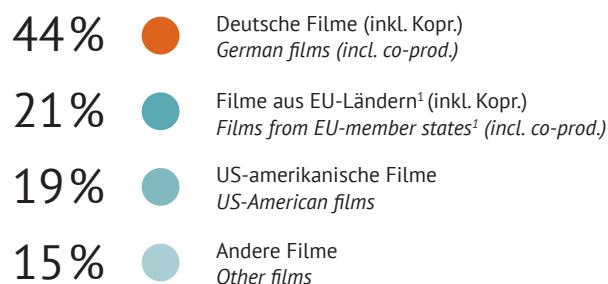 44 %
Deutsche Filme (inkl. Kopr.)
German films (incl. co-prod.)
21 %
Filme aus EU-Ländern¹ (inkl. Kopr.)
Films from EU-member states¹ (incl. co-prod.)
19 %
US-amerikanische Filme
US-American films
15 %
Andere Filme
Other films